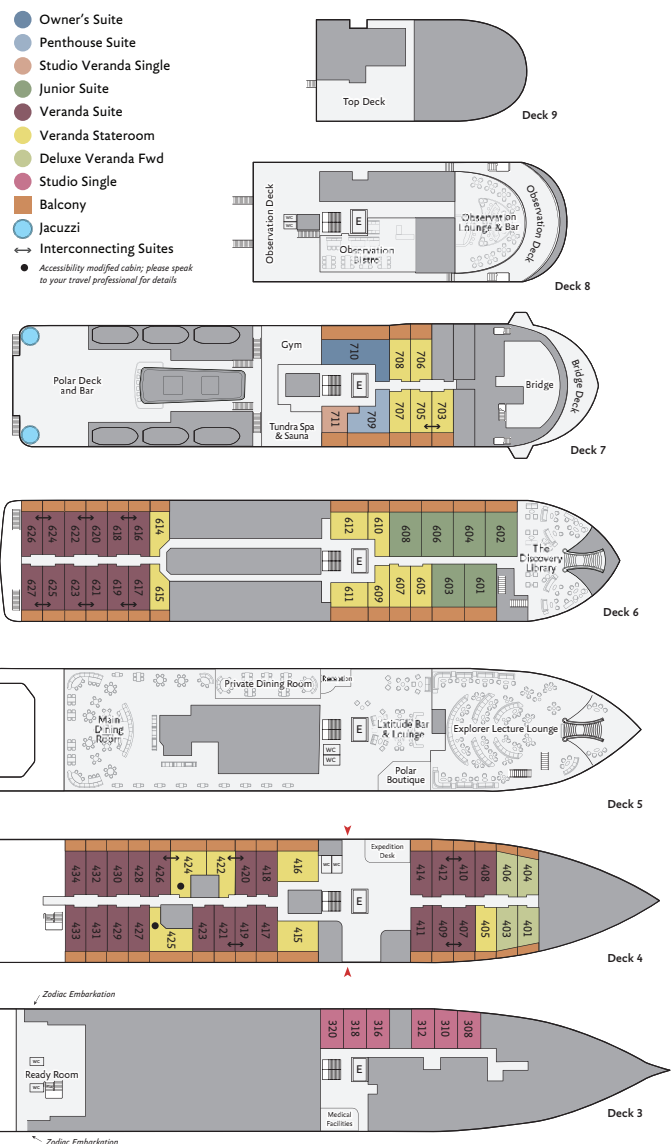 Owner's Suite
Penthouse Suite
Studio Veranda Single
Junior Suite
Veranda Suite
Veranda Stateroom
Deluxe Veranda Fwd
Studio Single
Balcony
Jacuzzi
Interconnecting Suites
Accessibility modified cabin; please speak
to your travel professional for details
Top Deck
Deck 9
Observation Deck
WC
WC
E
Observation
Bistro
Observation
Lounge & Bar
Observation Deck
Deck 8
Polar Deck
and Bar
Gym
Tundra Spa
& Sauna
E
710
708
706
711
709
707
705
703
Bridge
Bridge Deck
Deck 7
626
624
622
620
618
616
614
612
610
608
606
604
602
E
627
625
623
621
619
617
615
611
609
607
605
603
601
The
Discovery
Library
Deck 6
Main
Dining
Room
Private Dining Room
Reception
E
WC
WC
Latitude Bar
& Lounge
Polar
Boutique
Explorer Lecture Lounge
Deck 5
434
432
430
428
426
424
422
420
418
416
WC
WC
Expedition
Desk
414
412
410
408
406
404
E
433
431
429
427
425
423
421
419
417
415
411
409
407
405
403
401
Deck 4
Zodiac Embarkation
WC
Ready Room
WC
320
318
316
312
310
308
E
Medical
Facilities
Deck 3
Zodiac Embarkation